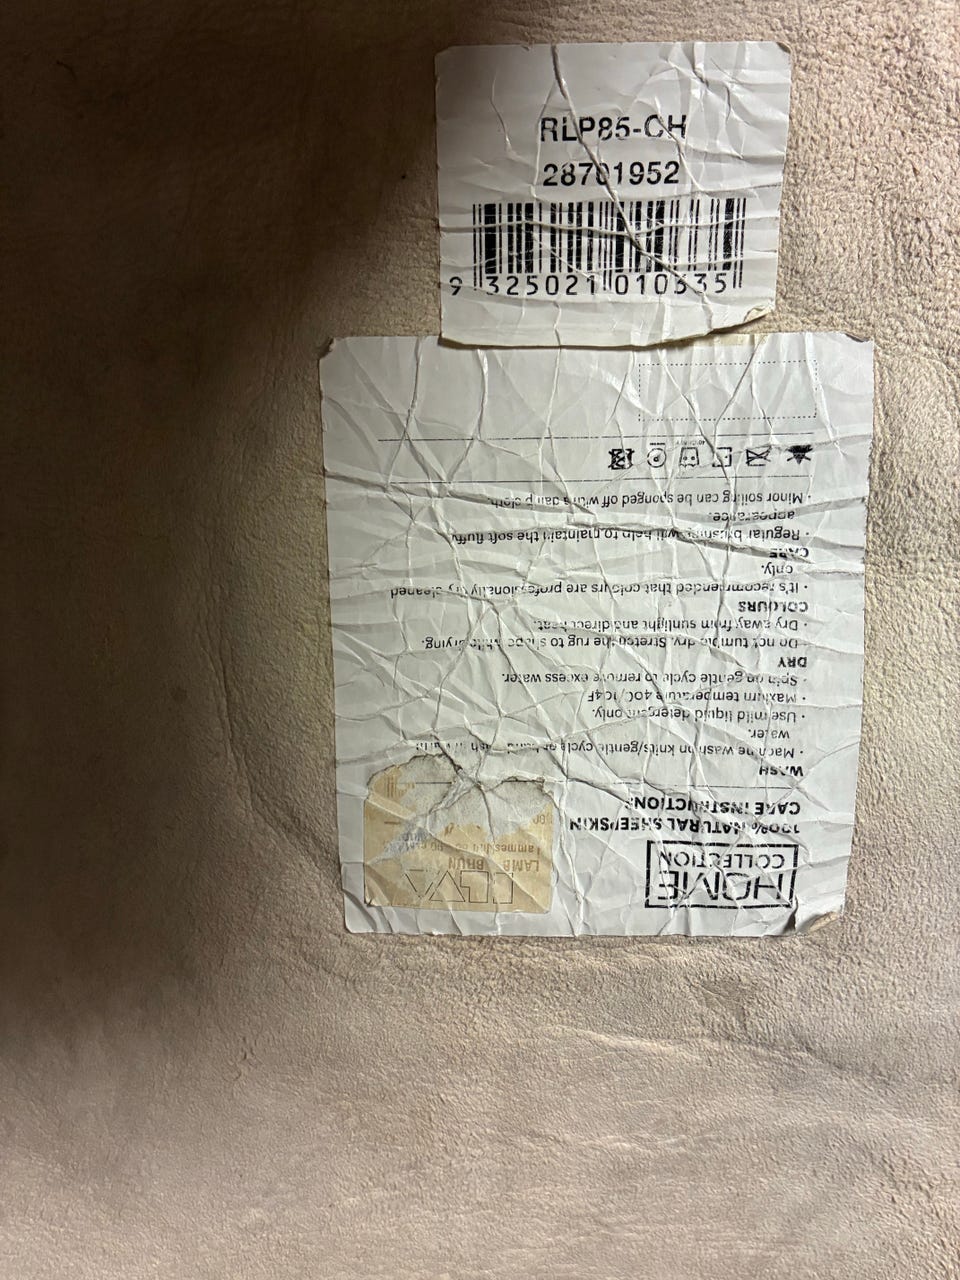 RLP85-CH
28701952
9 325021 010335
HOME
COLLECTION
100% NATURAL SHEEPSKIN
CARE INSTRUCTIONS
LAMB BRUN
WASH
· Machine wash on knits/gentle cycle or hand wash in
water.
· Use mild liquid detergent only.
· Maxium temperature 40C/104F
· Spin on gentle cycle to remove excess water.
DRY
· Do not tumble dry. Stretch the rug to shape while drying.
· Dry away from sunlight and direct heat.
COLOURS
· It's recommended that colours are professionally dry cleaned
only.
CARE
· Regular brushing will help to maintain the soft fluffy
appearance.
· Minor soiling can be sponged off with a damp cloth.